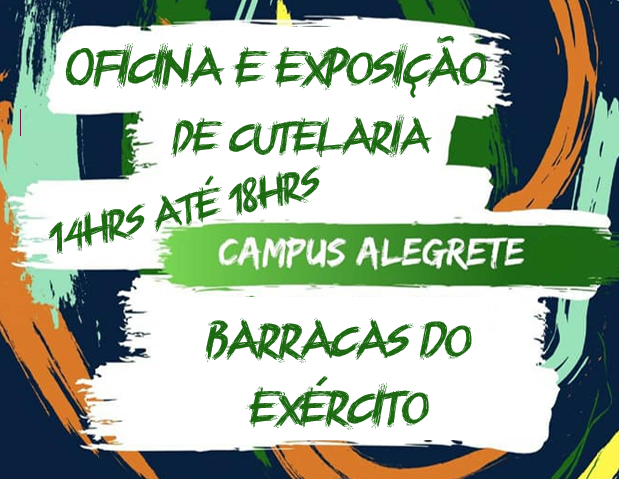 OFICINA E EXPOSIÇÃO
DE CUTELARIA
14HRS ATÉ 18HRS
CAMPUS ALEGRETE
BARRACAS DO
EXÉRCITO